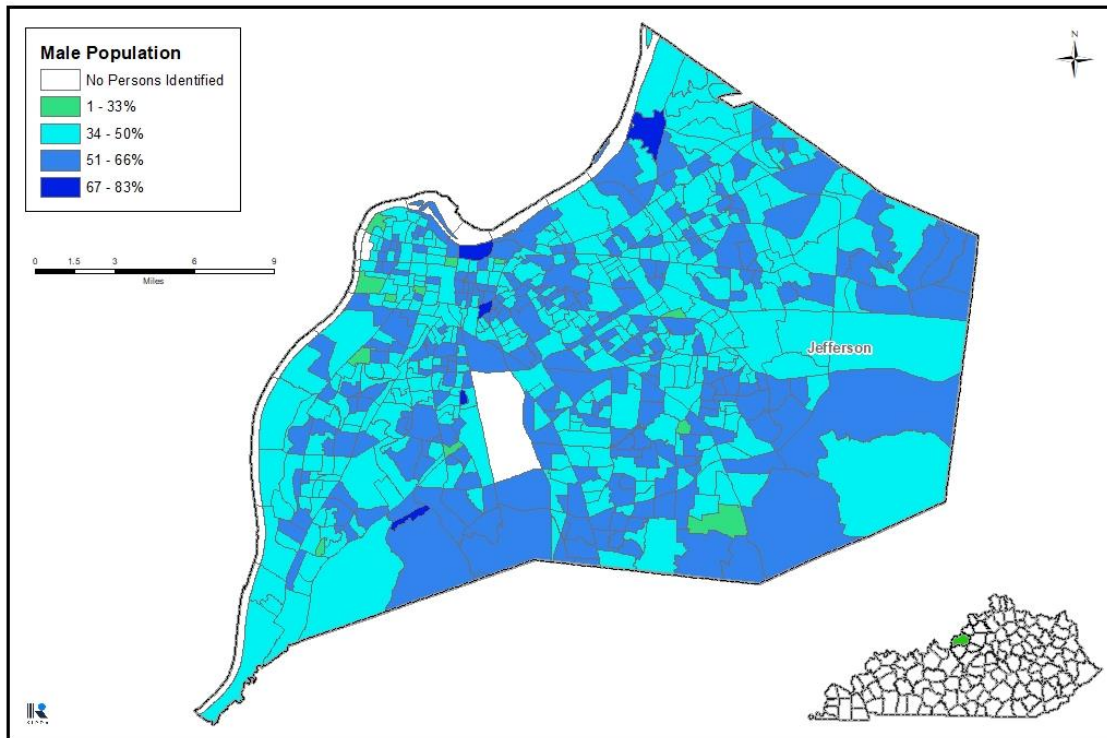 Male Population
No Persons Identified
1 - 33%
34 - 50%
51 - 66%
67 - 83%
N
0 1.5 3 6 9
Miles
Jefferson